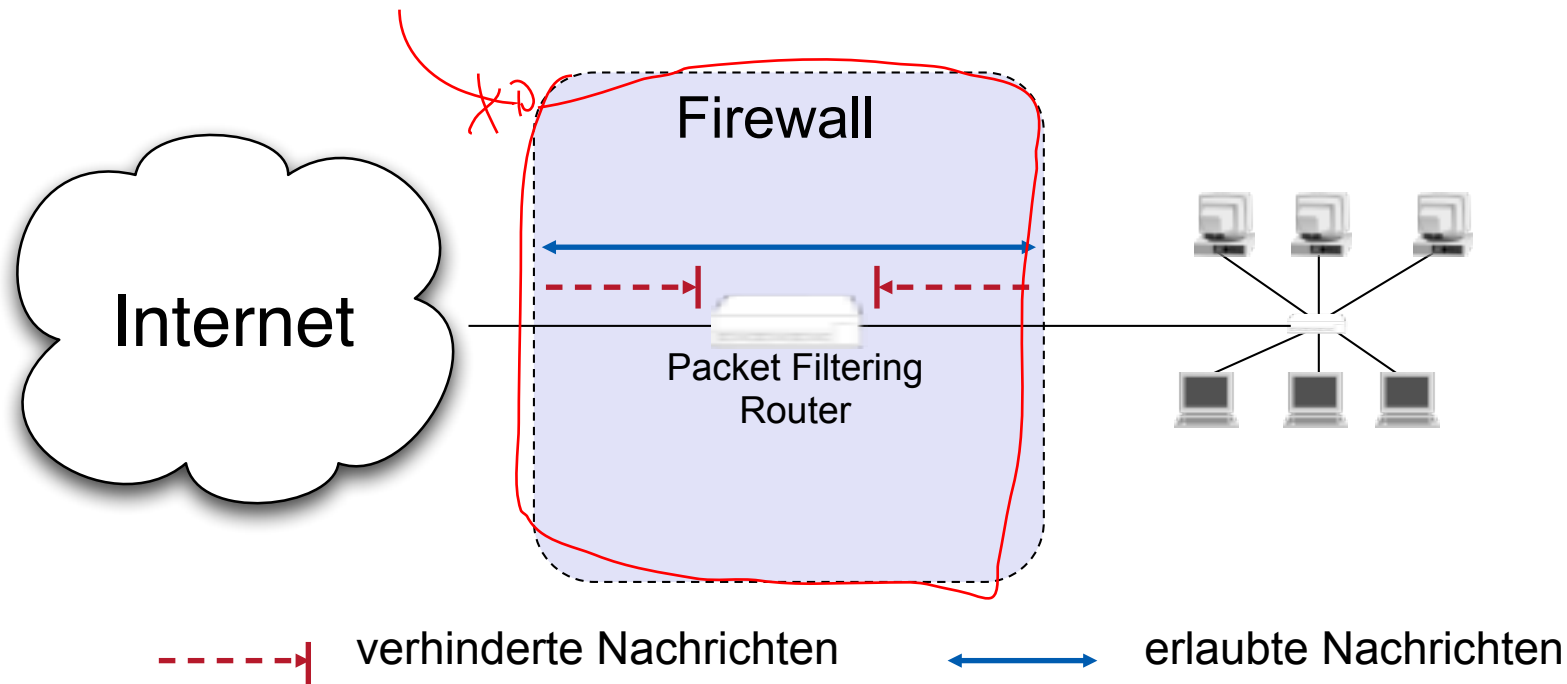 Firewall
Internet
Packet Filtering
Router
verhinderte Nachrichten
erlaubte Nachrichten